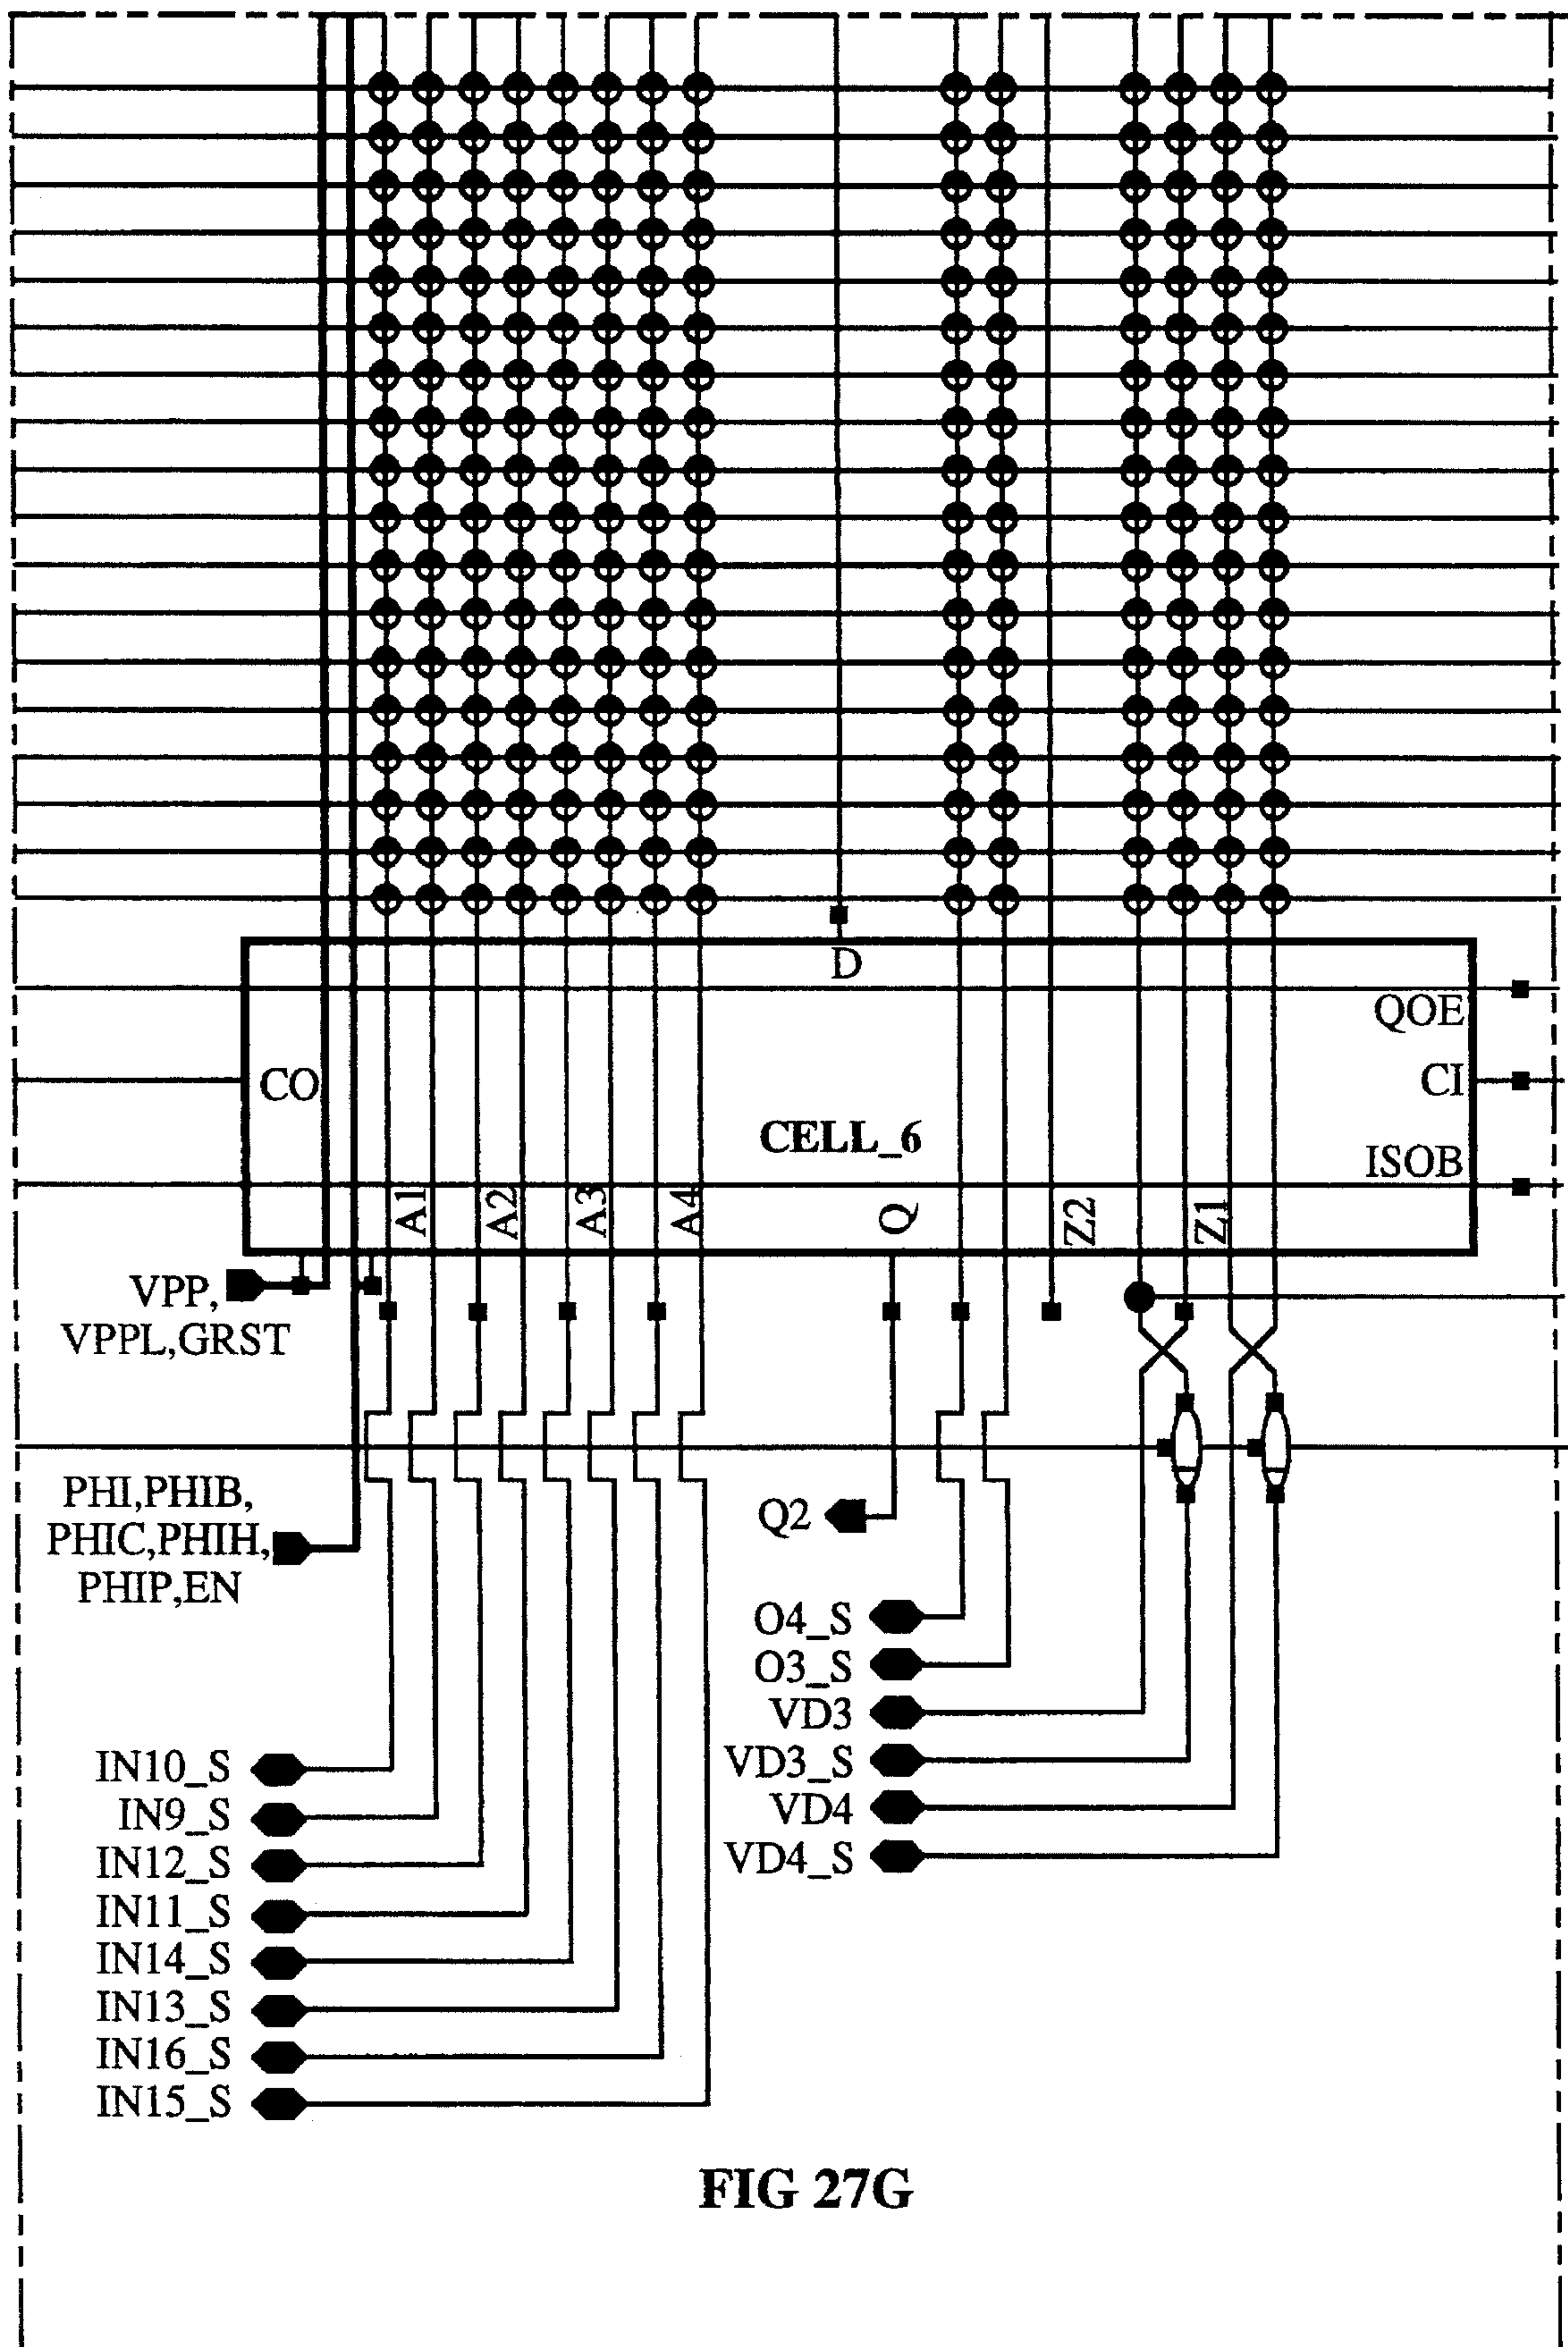 D
QOE
CO
CI
CELL_6
ISOB
A1
A2
A3
A4
Q
Z2
Z1
VPP,
VPPL,GRST
PHI,PHIB,
PHIC,PHIH,
PHIP,EN
Q2
O4_S
O3_S
VD3
VD3_S
VD4
VD4_S
IN10_S
IN9_S
IN12_S
IN11_S
IN14_S
IN13_S
IN16_S
IN15_S
FIG 27G